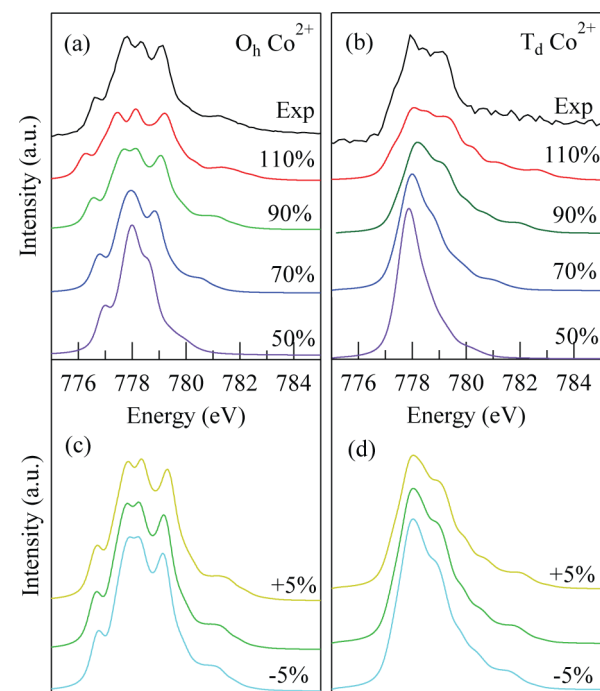 (a) O_h Co^2+
Exp
110%
90%
70%
50%
(b) T_d Co^2+
Exp
110%
90%
70%
50%
Intensity (a.u.)
776 778 780 782 784
776 778 780 782 784
Energy (eV)
Energy (eV)
(c)
+5%
-5%
(d)
+5%
-5%
Intensity (a.u.)